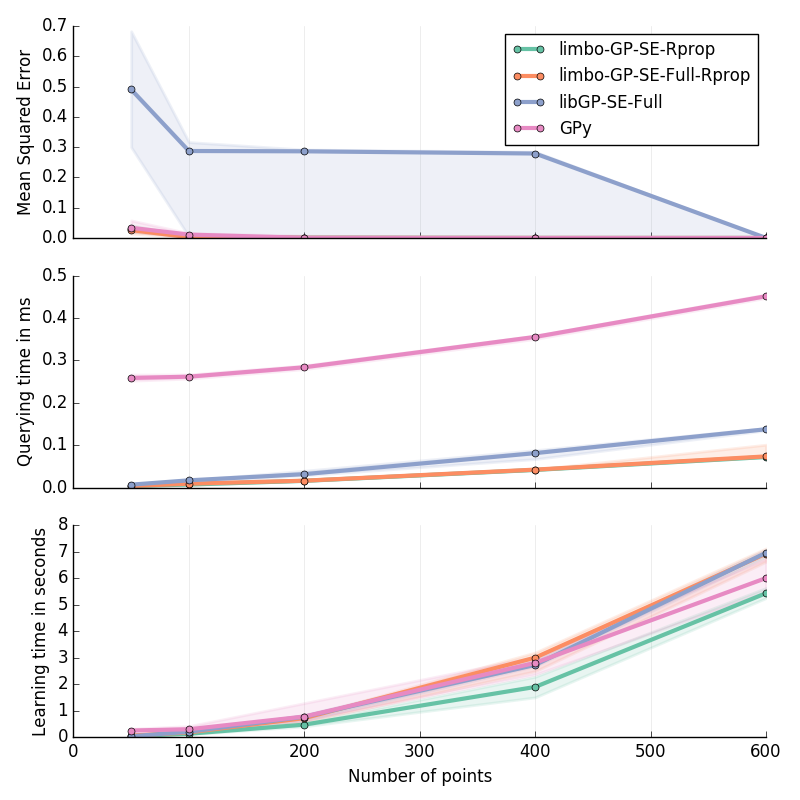 Mean Squared Error
0.7
0.6
0.5
0.4
0.3
0.2
0.1
0.0
limbo-GP-SE-Rprop
limbo-GP-SE-Full-Rprop
libGP-SE-Full
GPy
Querying time in ms
0.5
0.4
0.3
0.2
0.1
0.0
Learning time in seconds
8
7
6
5
4
3
2
1
0
0 100 200 300 400 500 600
Number of points